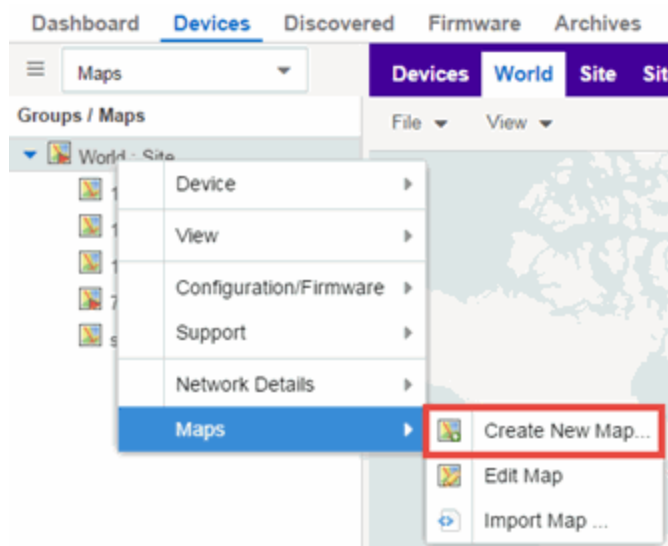 Dashboard Devices Discovered Firmware Archives
Maps Devices World Site Sit
Groups / Maps File View
World : Site
Device
View
Configuration/Firmware
Support
Network Details
Maps Create New Map...
Edit Map
Import Map ...